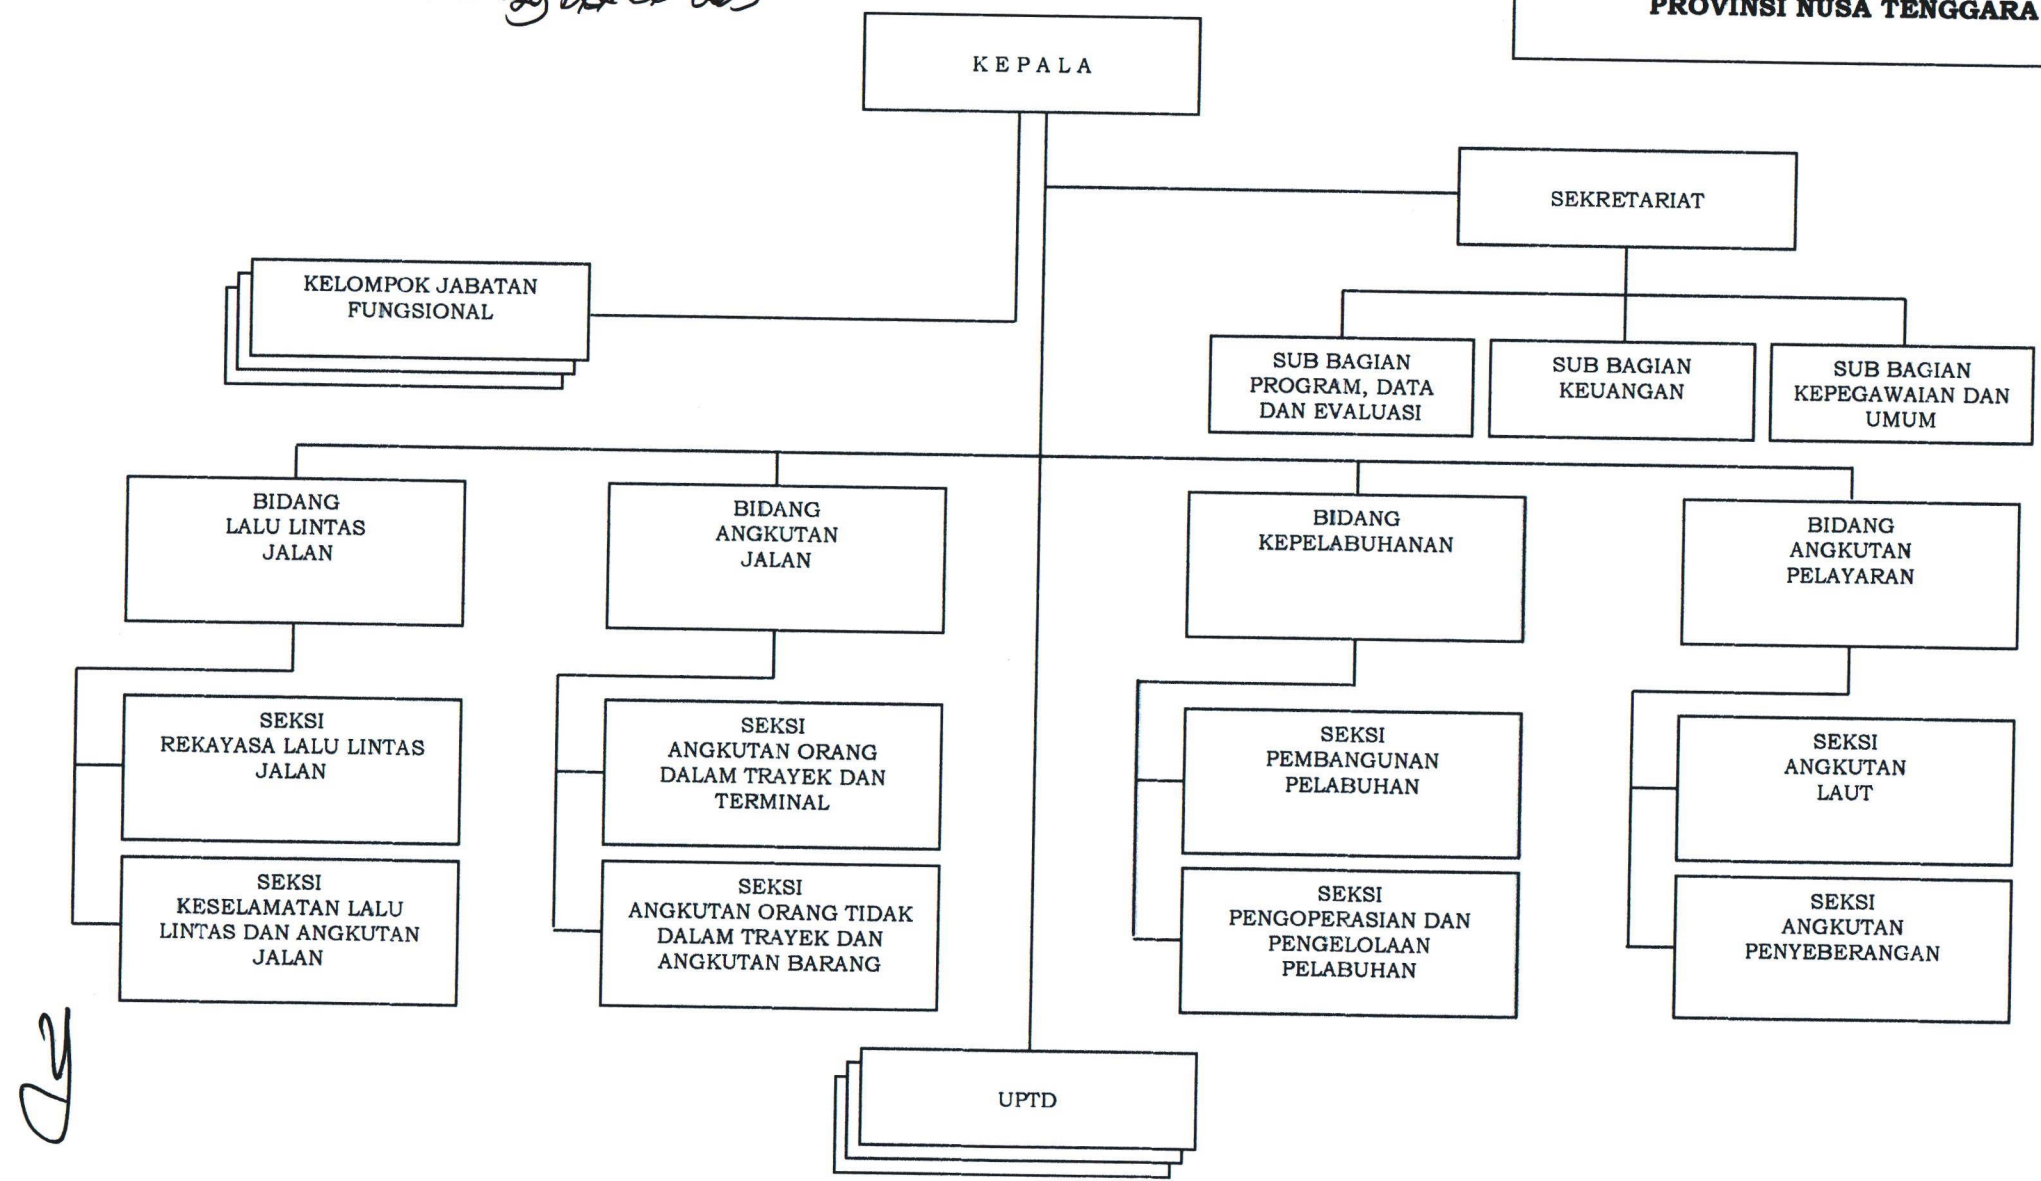 PROVINSI NUSA TENGGARA
KEPALA
SEKRETARIAT
KELOMPOK JABATAN
FUNGSIONAL
SUB BAGIAN
PROGRAM, DATA
DAN EVALUASI
SUB BAGIAN
KEUANGAN
SUB BAGIAN
KEPEGAWAIAN DAN
UMUM
BIDANG
LALU LINTAS
JALAN
BIDANG
ANGKUTAN
JALAN
BIDANG
KEPELABUHANAN
BIDANG
ANGKUTAN
PELAYARAN
SEKSI
REKAYASA LALU LINTAS
JALAN
SEKSI
ANGKUTAN ORANG
DALAM TRAYEK DAN
TERMINAL
SEKSI
PEMBANGUNAN
PELABUHAN
SEKSI
ANGKUTAN
LAUT
SEKSI
KESELAMATAN LALU
LINTAS DAN ANGKUTAN
JALAN
SEKSI
ANGKUTAN ORANG TIDAK
DALAM TRAYEK DAN
ANGKUTAN BARANG
SEKSI
PENGOPERASIAN DAN
PENGELOLAAN
PELABUHAN
SEKSI
ANGKUTAN
PENYEBERANGAN
UPTD